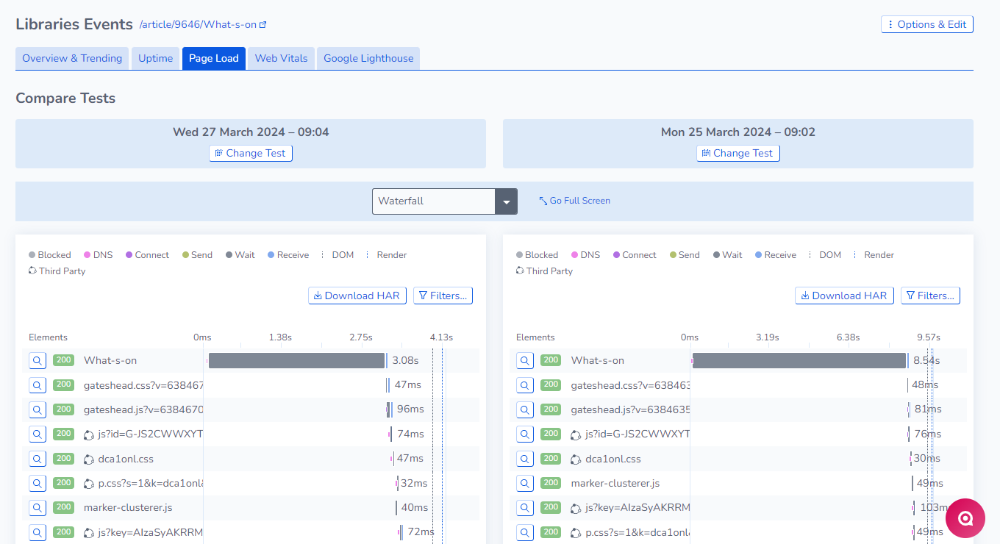 Libraries Events /article/9646/What-s-on
Options & Edit
Overview & Trending Uptime Page Load Web Vitals Google Lighthouse
Compare Tests
Wed 27 March 2024 – 09:04
Change Test
Mon 25 March 2024 – 09:02
Change Test
Waterfall Go Full Screen
Blocked DNS Connect Send Wait Receive DOM Render
Third Party
Download HAR Filters...
Elements 0ms 1.38s 2.75s 4.13s
200 What-s-on 3.08s
200 gateshead.css?v=638467 47ms
200 gateshead.js?v=6384670 96ms
200 js?id=G-JS2CWWXYT 74ms
200 dca1onl.css 47ms
200 p.css?s=1&k=dca1onl& 32ms
200 marker-clusterer.js 40ms
200 js?key=AIzaSyAKRRM 72ms
Blocked DNS Connect Send Wait Receive DOM Render
Third Party
Download HAR Filters...
Elements 0ms 3.19s 6.38s 9.57s
200 What-s-on 8.54s
200 gateshead.css?v=638463 48ms
200 gateshead.js?v=6384635 81ms
200 js?id=G-JS2CWWXYT 76ms
200 dca1onl.css 30ms
200 marker-clusterer.js 49ms
200 js?key=AIzaSyAKRRM 103m
200 p.css?s=1&k=dca1onl& 49ms